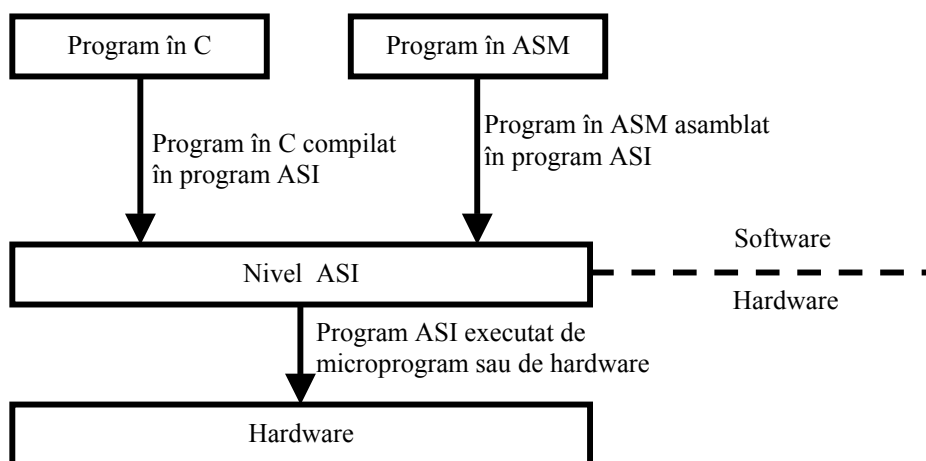 Program în C
Program în ASM
Program în C compilat
în program ASI
Program în ASM asamblat
în program ASI
Software
Nivel ASI
Hardware
Program ASI executat de
microprogram sau de hardware
Hardware